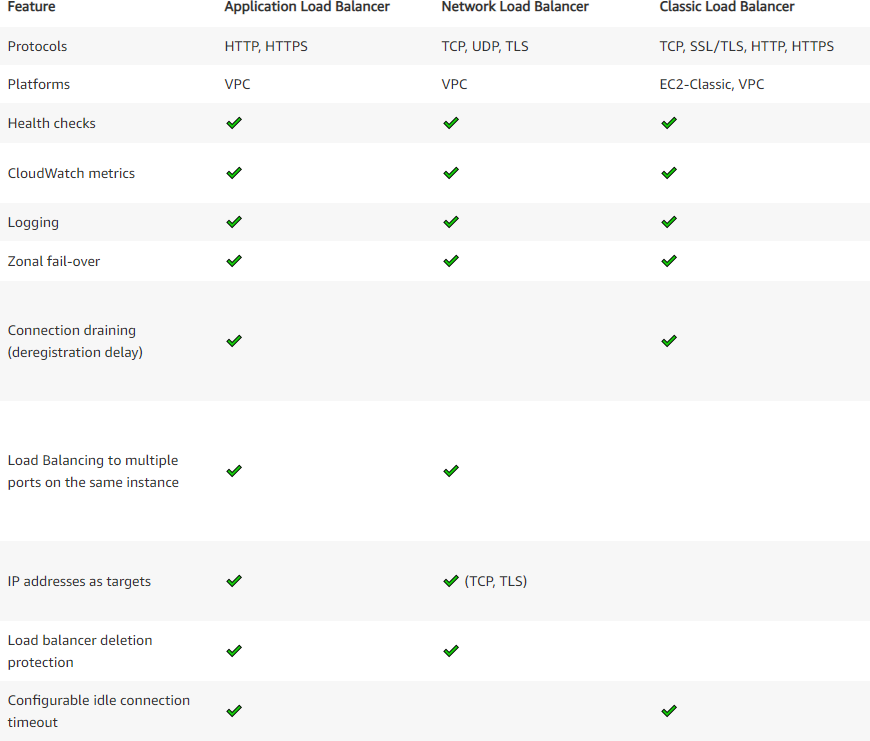 Feature Application Load Balancer Network Load Balancer Classic Load Balancer
Protocols HTTP, HTTPS TCP, UDP, TLS TCP, SSL/TLS, HTTP, HTTPS
Platforms VPC VPC EC2-Classic, VPC
Health checks ✔ ✔ ✔
CloudWatch metrics ✔ ✔ ✔
Logging ✔ ✔ ✔
Zonal fail-over ✔ ✔ ✔
Connection draining
(deregistration delay) ✔ ✔
Load Balancing to multiple
ports on the same instance ✔ ✔
IP addresses as targets ✔ ✔ (TCP, TLS)
Load balancer deletion
protection ✔ ✔
Configurable idle connection
timeout ✔ ✔